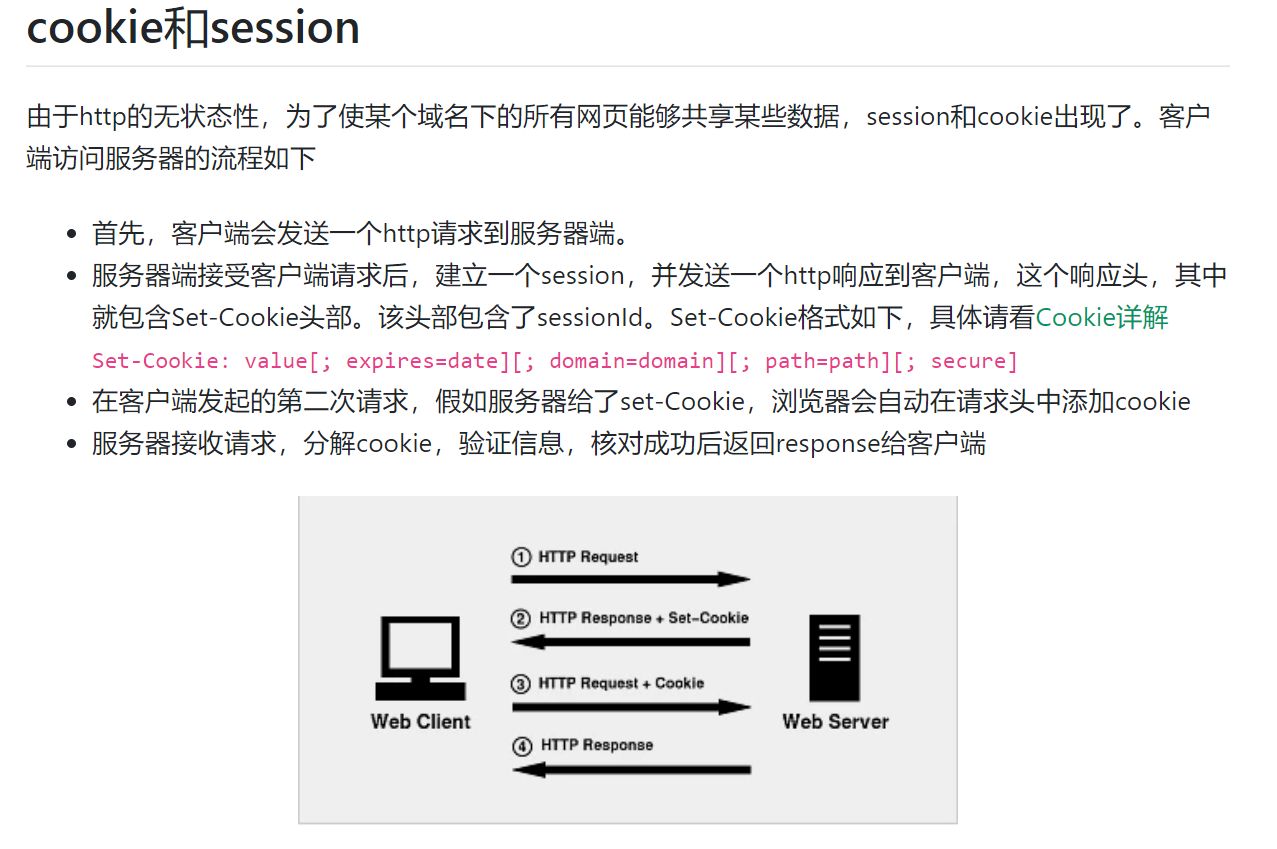 cookie和session
由于http的无状态性，为了使某个域名下的所有网页能够共享某些数据，session和cookie出现了。客户
端访问服务器的流程如下
首先，客户端会发送一个http请求到服务器端。
服务器端接受客户端请求后，建立一个session，并发送一个http响应到客户端，这个响应头，其中
就包含Set-Cookie头部。该头部包含了sessionId。Set-Cookie格式如下，具体请看Cookie详解
Set-Cookie: value[; expires=date][; domain=domain][; path=path][; secure]
在客户端发起的第二次请求，假如服务器给了set-Cookie，浏览器会自动在请求头中添加cookie
服务器接收请求，分解cookie，验证信息，核对成功后返回response给客户端
① HTTP Request
② HTTP Response + Set-Cookie
③ HTTP Request + Cookie
Web Client
Web Server
④ HTTP Response